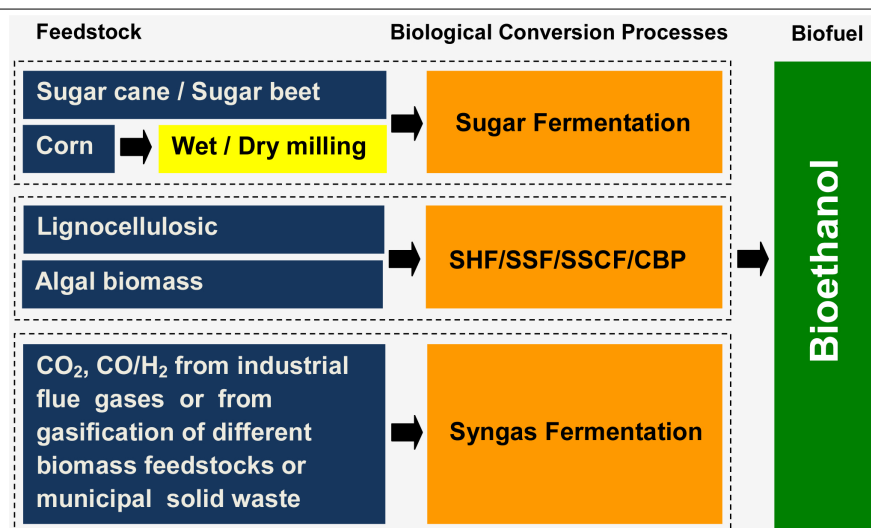 Feedstock
Biological Conversion Processes
Biofuel
Sugar cane / Sugar beet
Corn
Wet / Dry milling
Sugar Fermentation
Lignocellulosic
Algal biomass
SHF/SSF/SSCF/CBP
CO₂, CO/H₂ from industrial
flue gases or from
gasification of different
biomass feedstocks or
municipal solid waste
Syngas Fermentation
Bioethanol